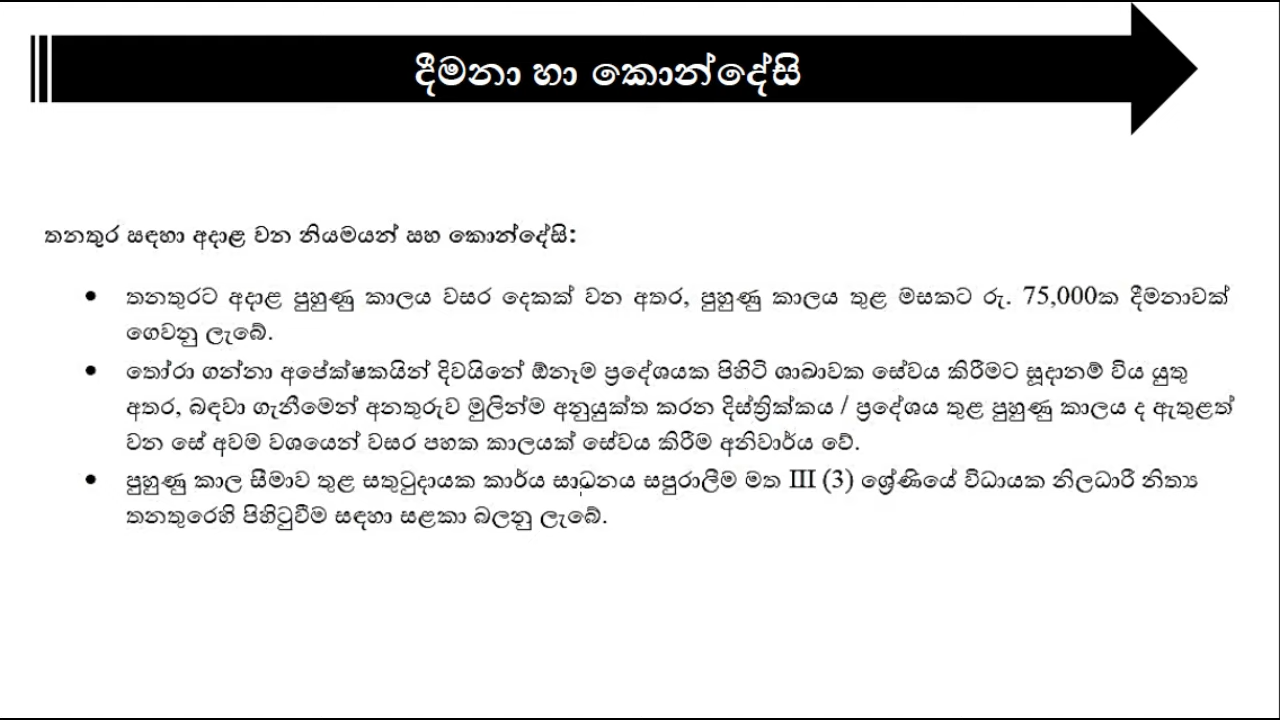 දීමනා හා කොන්දේසි
තනතුර සඳහා අදාළ වන නියමයන් සහ කොන්දේසි:
• තනතුරට අදාළ පුහුණු කාලය වසර දෙකක් වන අතර, පුහුණු කාලය තුළ මසකට රු. 75,000ක දීමනාවක්
ගෙවනු ලැබේ.
• තෝරා ගන්නා අපේක්ෂකයින් දිවයිනේ ඕනෑම ප්‍රදේශයක පිහිටි ශාඛාවක සේවය කිරීමට සූදානම් විය යුතු
අතර, බඳවා ගැනීමෙන් අනතුරුව මුලින්ම අනුයුක්ත කරන දිස්ත්‍රික්කය / ප්‍රදේශය තුළ පුහුණු කාලය ද ඇතුළත්
වන සේ අවම වශයෙන් වසර පහක කාලයක් සේවය කිරීම අනිවාර්ය වේ.
• පුහුණු කාල සීමාව තුළ සතුටුදායක කාර්ය සාධනය සපුරාලීම මත III (3) ශ්‍රේණියේ විධායක නිලධාරී නිත්‍ය
තනතුරෙහි පිහිටුවීම සඳහා සළකා බලනු ලැබේ.